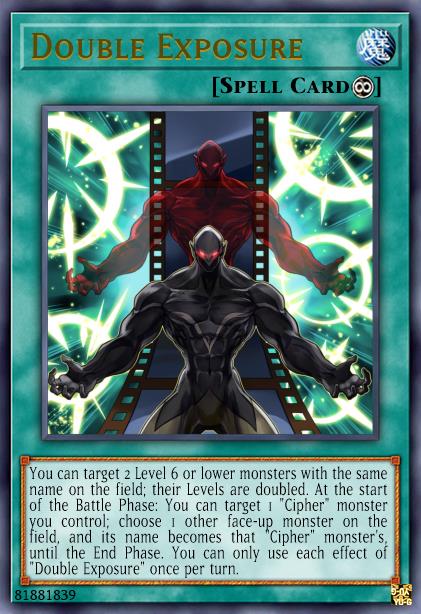 Double Exposure
[Spell Card]
You can target 2 Level 6 or lower monsters with the same
name on the field; their Levels are doubled. At the start
of the Battle Phase: You can target 1 "Cipher" monster
you control; choose 1 other face-up monster on the
field, and its name becomes that "Cipher" monster's,
until the End Phase. You can only use each effect of
"Double Exposure" once per turn.
81881839